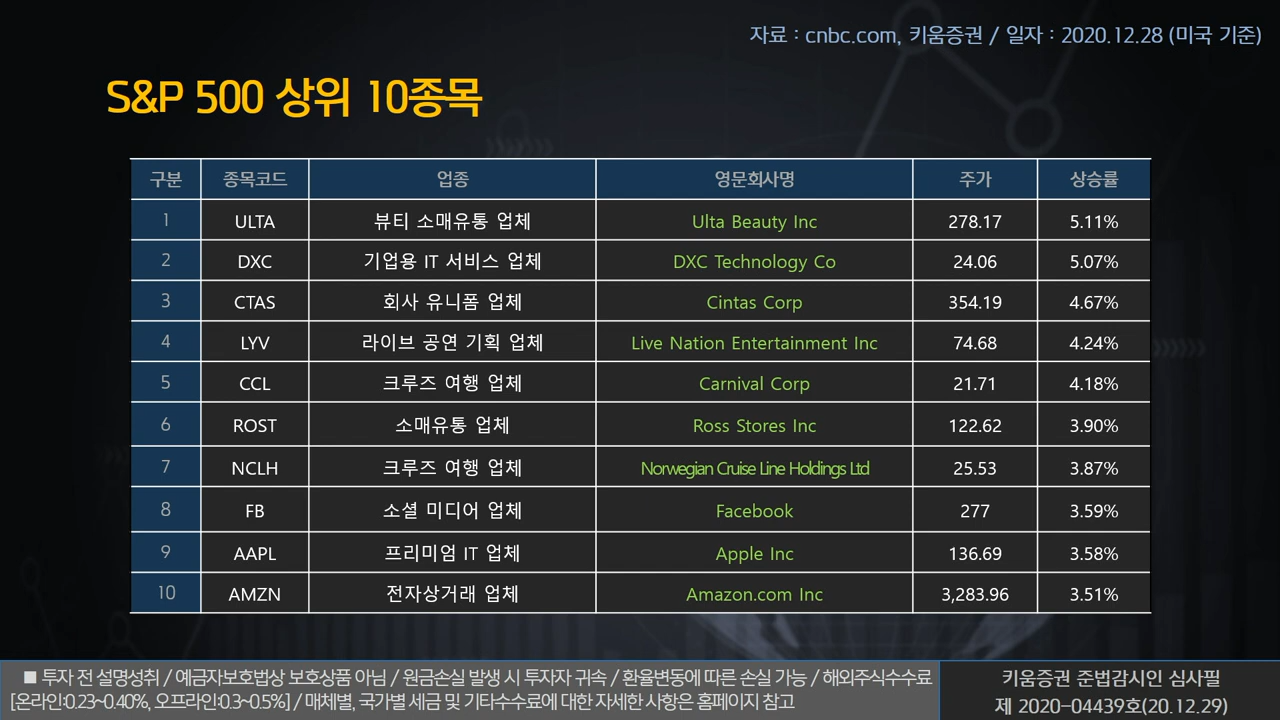 자료 : cnbc.com, 키움증권 / 일자 : 2020.12.28 (미국 기준)
S&P 500 상위 10종목
구분 종목코드 업종 영문회사명 주가 상승률
1 ULTA 뷰티 소매유통 업체 Ulta Beauty Inc 278.17 5.11%
2 DXC 기업용 IT 서비스 업체 DXC Technology Co 24.06 5.07%
3 CTAS 회사 유니폼 업체 Cintas Corp 354.19 4.67%
4 LYV 라이브 공연 기획 업체 Live Nation Entertainment Inc 74.68 4.24%
5 CCL 크루즈 여행 업체 Carnival Corp 21.71 4.18%
6 ROST 소매유통 업체 Ross Stores Inc 122.62 3.90%
7 NCLH 크루즈 여행 업체 Norwegian Cruise Line Holdings Ltd 25.53 3.87%
8 FB 소셜 미디어 업체 Facebook 277 3.59%
9 AAPL 프리미엄 IT 업체 Apple Inc 136.69 3.58%
10 AMZN 전자상거래 업체 Amazon.com Inc 3,283.96 3.51%
■ 투자 전 설명성취 / 예금자보호법상 보호상품 아님 / 원금손실 발생 시 투자자 귀속 / 환율변동에 따른 손실 가능 / 해외주식수수료
[온라인:0.23~0.40%, 오프라인:0.3~0.5%] / 매체별, 국가별 세금 및 기타수수료에 대한 자세한 사항은 홈페이지 참고
키움증권 준법감시인 심사필
제 2020-04439호(20.12.29)